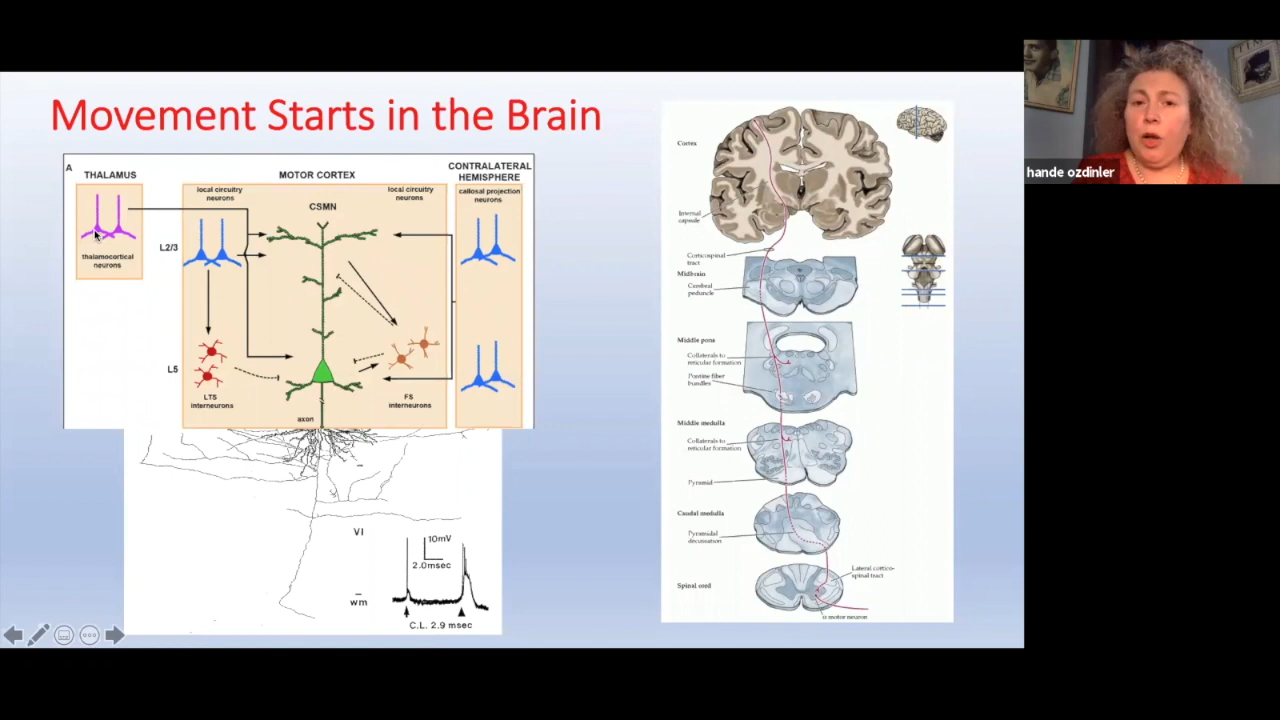 Movement Starts in the Brain
A
THALAMUS
MOTOR CORTEX
CONTRALATERAL
HEMISPHERE
local circuitry
neurons
CSMN
local circuitry
neurons
callosal projection
neurons
L2/3
thalamocortical
neurons
L5
LTS
interneurons
FS
interneurons
axon
VI
10mV
2.0msec
wm
C.L. 2.9 msec
Cortex
Internal
capsule
Corticospinal
tract
Midbrain
Cerebral
peduncle
Middle pons
Collaterals to
reticular formation
Pontine fiber
bundles
Middle medulla
Collaterals to
reticular formation
Pyramid
Caudal medulla
Pyramidal
decussation
Spinal cord
Lateral cortico-
spinal tract
α motor neuron
hande ozdinler